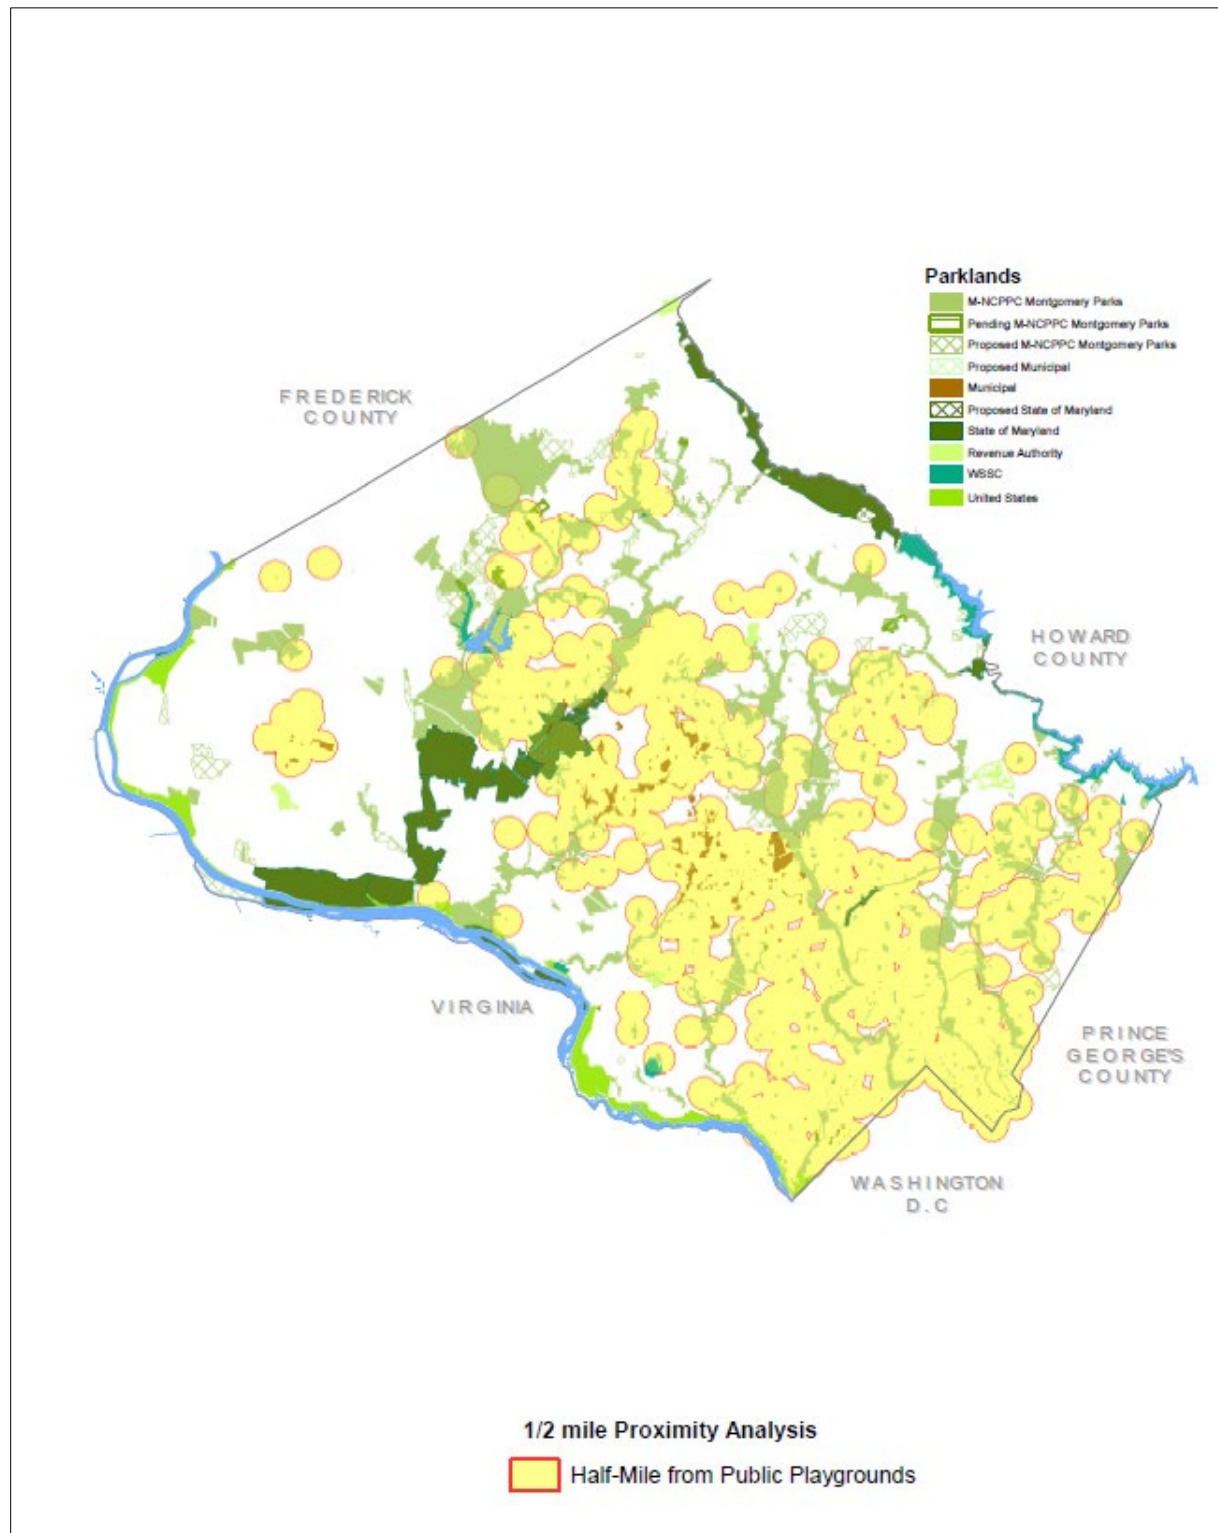 Parklands
M-NCPPC Montgomery Parks
Pending M-NCPPC Montgomery Parks
Proposed M-NCPPC Montgomery Parks
Proposed Municipal
Municipal
Proposed State of Maryland
State of Maryland
Revenue Authority
WSSC
United States
FREDERICK
COUNTY
HOWARD
COUNTY
VIRGINIA
PRINCE
GEORGE'S
COUNTY
WASHINGTON
D.C
1/2 mile Proximity Analysis
Half-Mile from Public Playgrounds